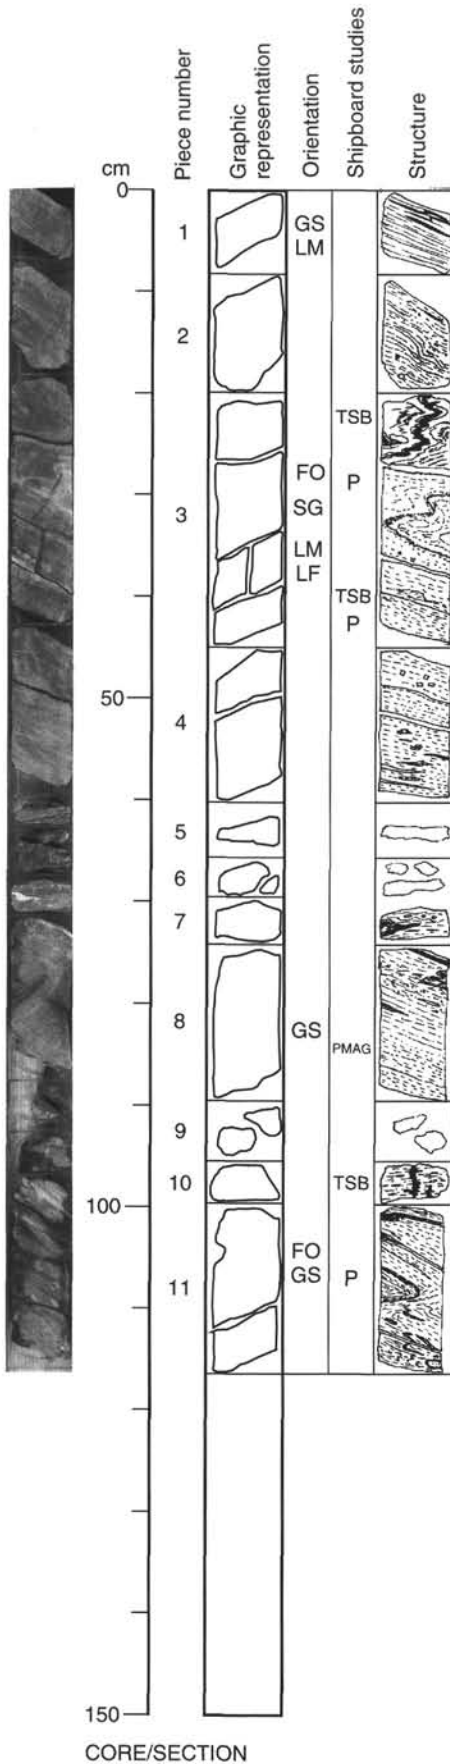 cm
Piece number
Graphic
representation
Orientation
Shipboard studies
Structure
0
1
GS
LM
2
TSB
FO
P
SG
3
LM
LF
TSB
P
50
4
5
6
7
8
GS
PMAG
9
10
TSB
100
FO
GS
P
11
150
CORE/SECTION